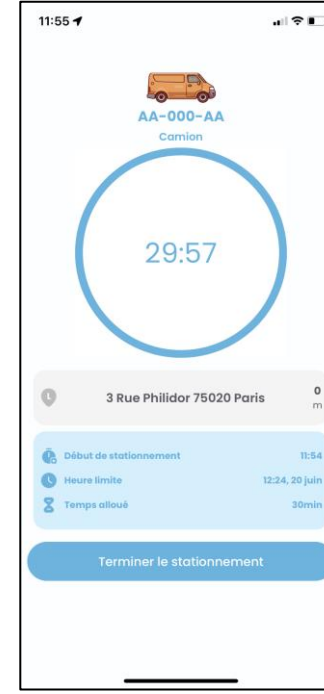 11:55
AA-000-AA
Camion
29:57
3 Rue Philidor 75020 Paris 0
m
Début de stationnement 11:54
Heure limite 12:24, 20 juin
Temps alloué 30min
Terminer le stationnement